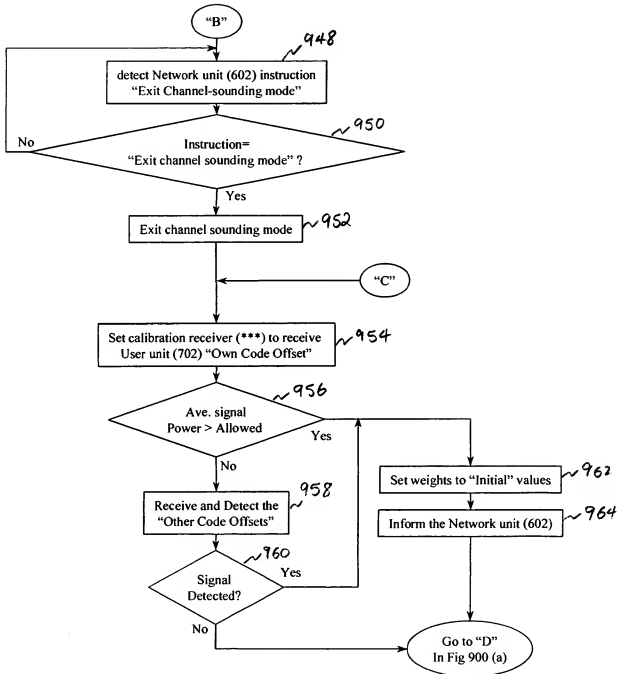 "B"
948
detect Network unit (602) instruction
"Exit Channel-sounding mode"
950
No
Instruction=
"Exit channel sounding mode" ?
Yes
952
Exit channel sounding mode
"C"
Set calibration receiver (***) to receive
User unit (702) "Own Code Offset"
954
956
Ave. signal
Power > Allowed
Yes
No
958
Receive and Detect the
"Other Code Offsets"
960
Signal
Detected?
Yes
No
Set weights to "Initial" values
962
Inform the Network unit (602)
964
Go to "D"
In Fig 900 (a)